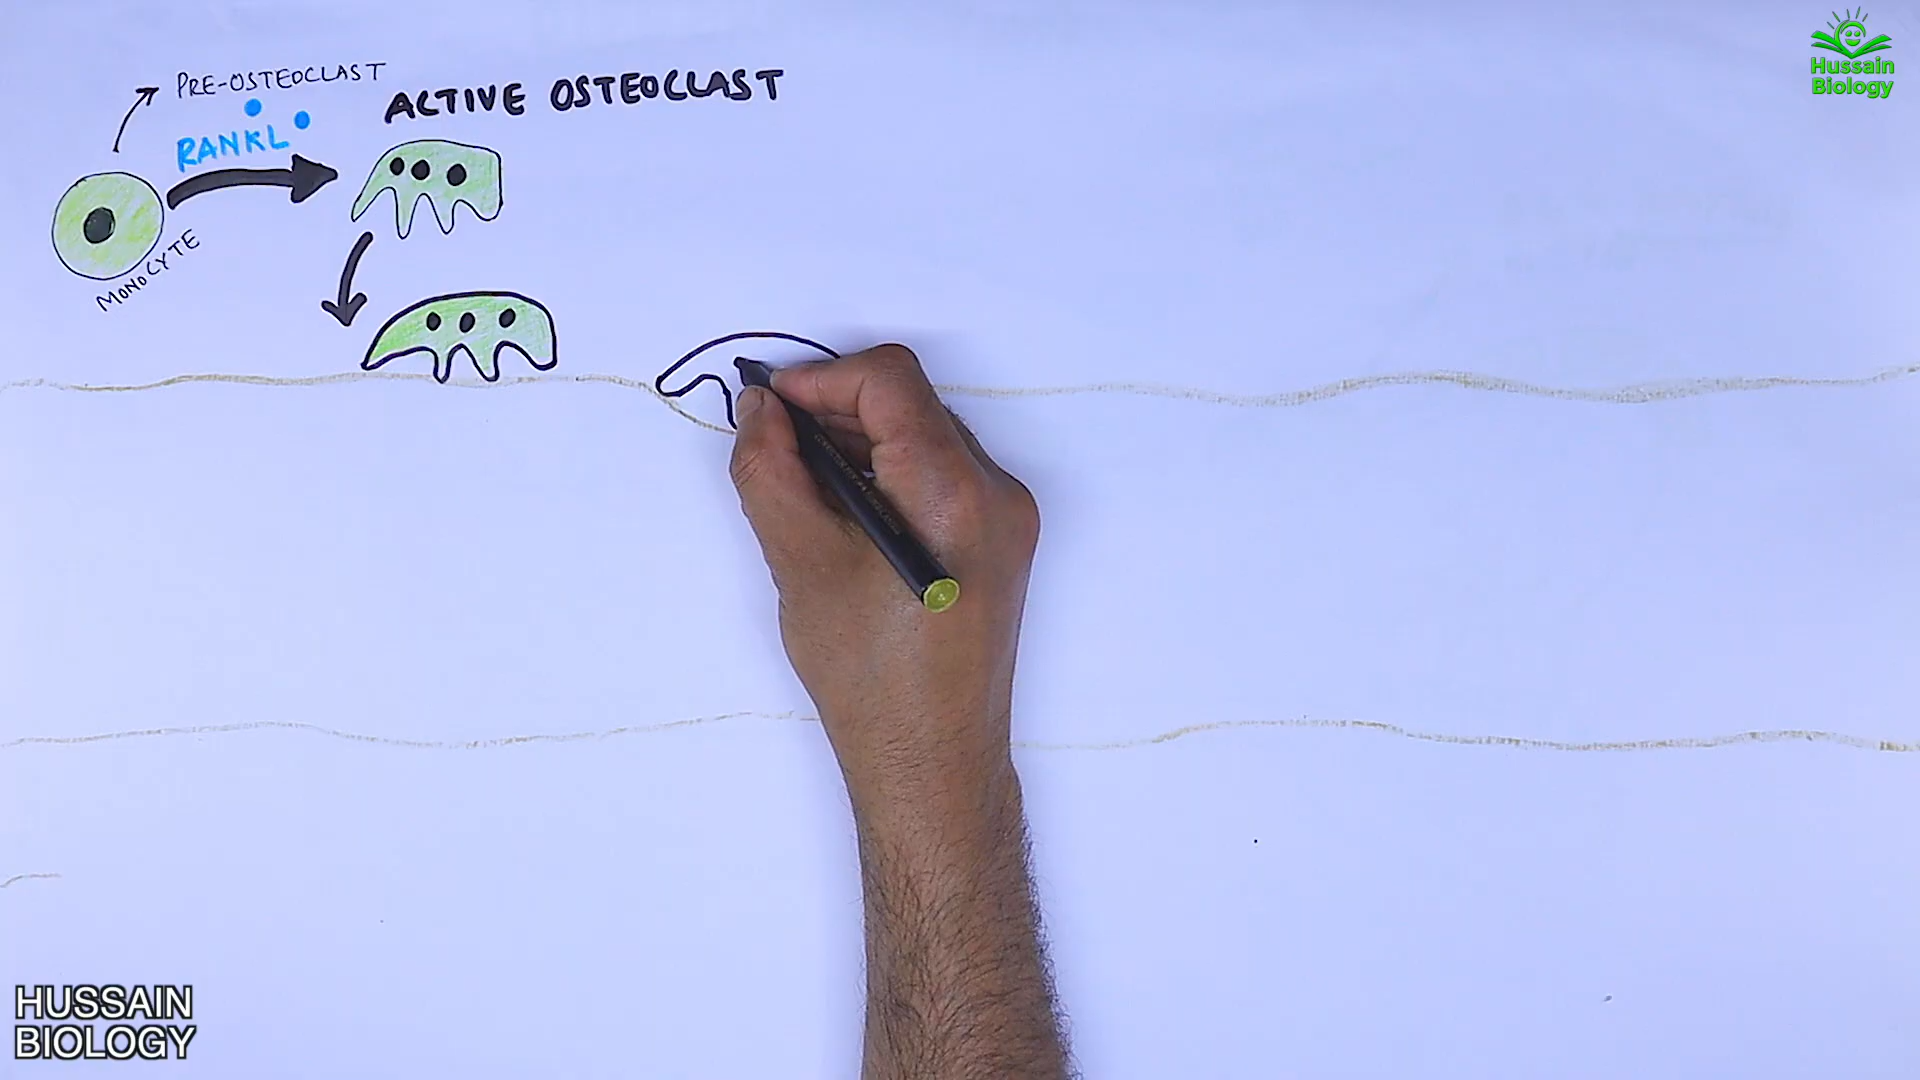 PRE-OSTEOCLAST
ACTIVE OSTEOCLAST
RANKL
MONOCYTE
Hussain
Biology
HUSSAIN
BIOLOGY